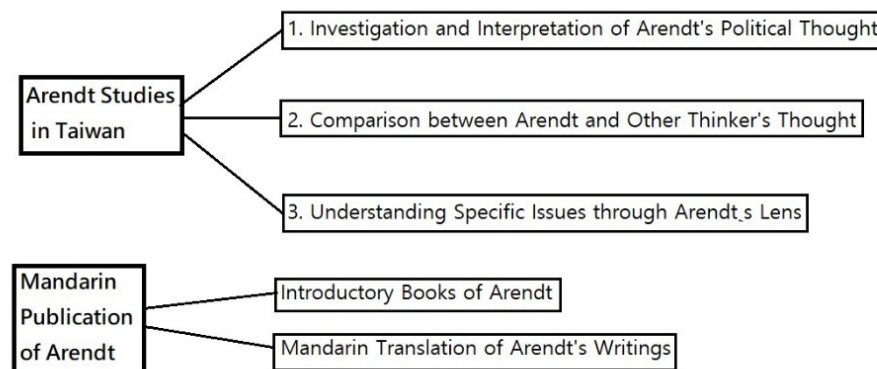 Arendt Studies
in Taiwan
1. Investigation and Interpretation of Arendt's Political Thought
2. Comparison between Arendt and Other Thinker's Thought
3. Understanding Specific Issues through Arendt,s Lens
Mandarin
Publication
of Arendt
Introductory Books of Arendt
Mandarin Translation of Arendt's Writings